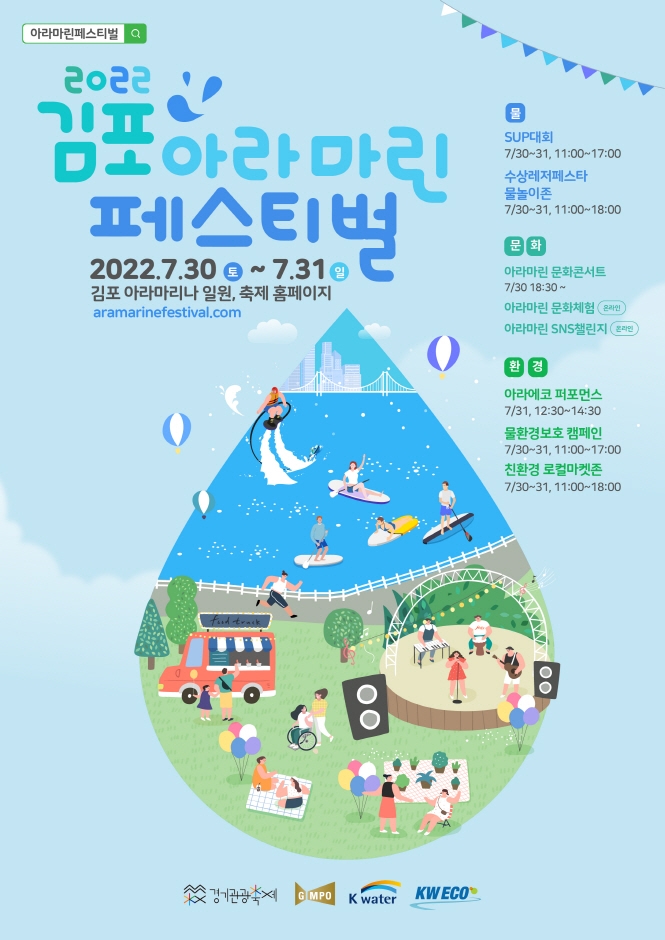 아라마린페스티벌
2022
김포 아라마린
페스티벌
2022.7.30 토 ~ 7.31 일
김포 아라마리나 일원, 축제 홈페이지
aramarinefestival.com
물
SUP대회
7/30~31, 11:00~17:00
수상레저페스타
물놀이존
7/30~31, 11:00~18:00
문화
아라마린 문화콘서트
7/30 18:30 ~
아라마린 문화체험 온라인
아라마린 SNS챌린지 온라인
환경
아라에코 퍼포먼스
7/31, 12:30~14:30
물환경보호 캠페인
7/30~31, 11:00~17:00
친환경 로컬마켓존
7/30~31, 11:00~18:00
food truck
경기관광축제
GIMPO
K water
KW ECO